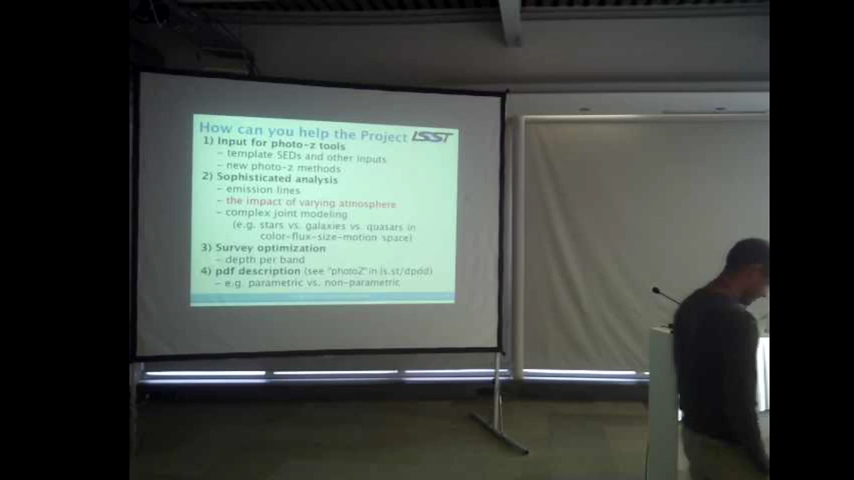 How can you help the Project LSST
1) Input for photo-z tools
– template SEDs and other inputs
– new photo-z methods
2) Sophisticated analysis
– emission lines
– the impact of varying atmosphere
– complex joint modeling
(e.g. stars vs. galaxies vs. quasars in
color-flux-size-motion space)
3) Survey optimization
– depth per band
4) pdf description (see "photoZ" in ls.st/dpdd)
– e.g. parametric vs. non-parametric